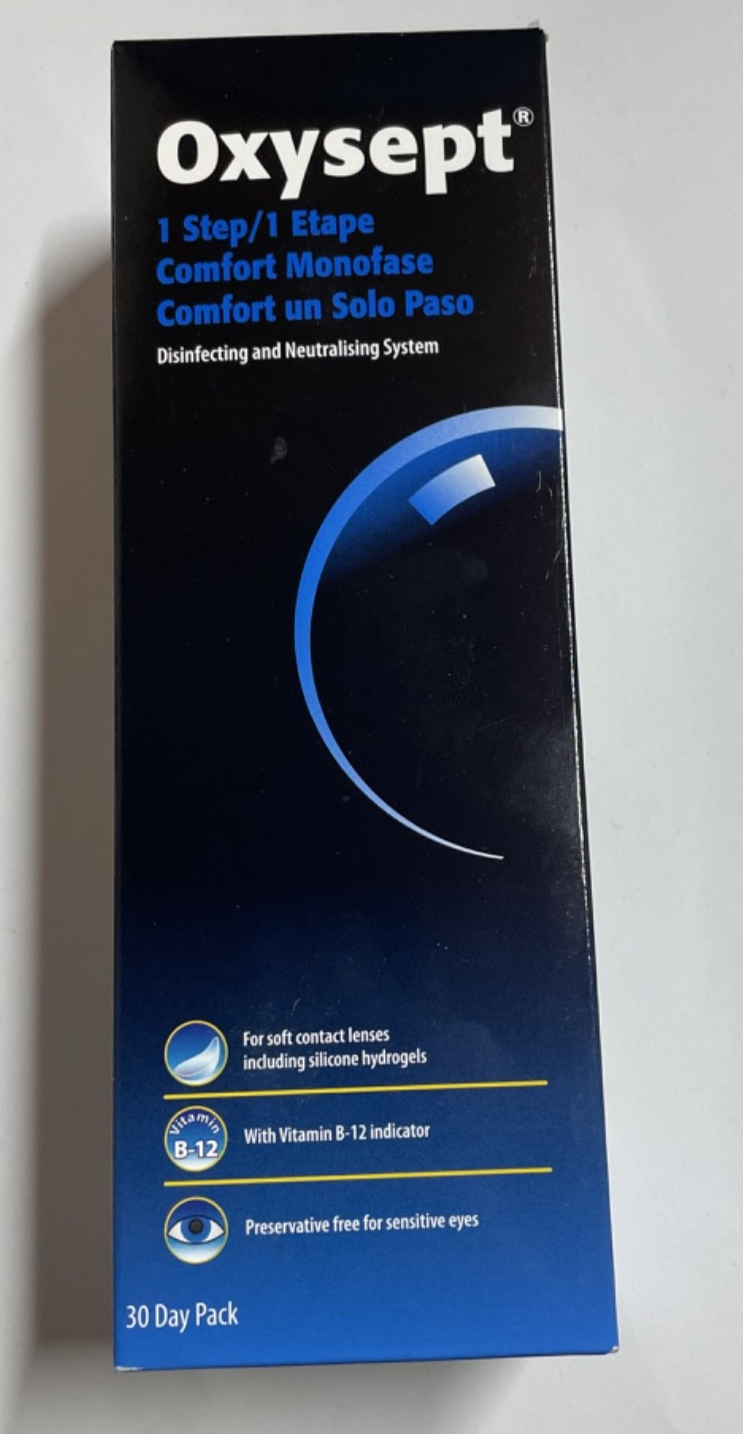 Oxysept®
1 Step/1 Etape
Comfort Monofase
Comfort un Solo Paso
Disinfecting and Neutralising System
For soft contact lenses
including silicone hydrogels
Vitamin
B-12
With Vitamin B-12 indicator
Preservative free for sensitive eyes
30 Day Pack